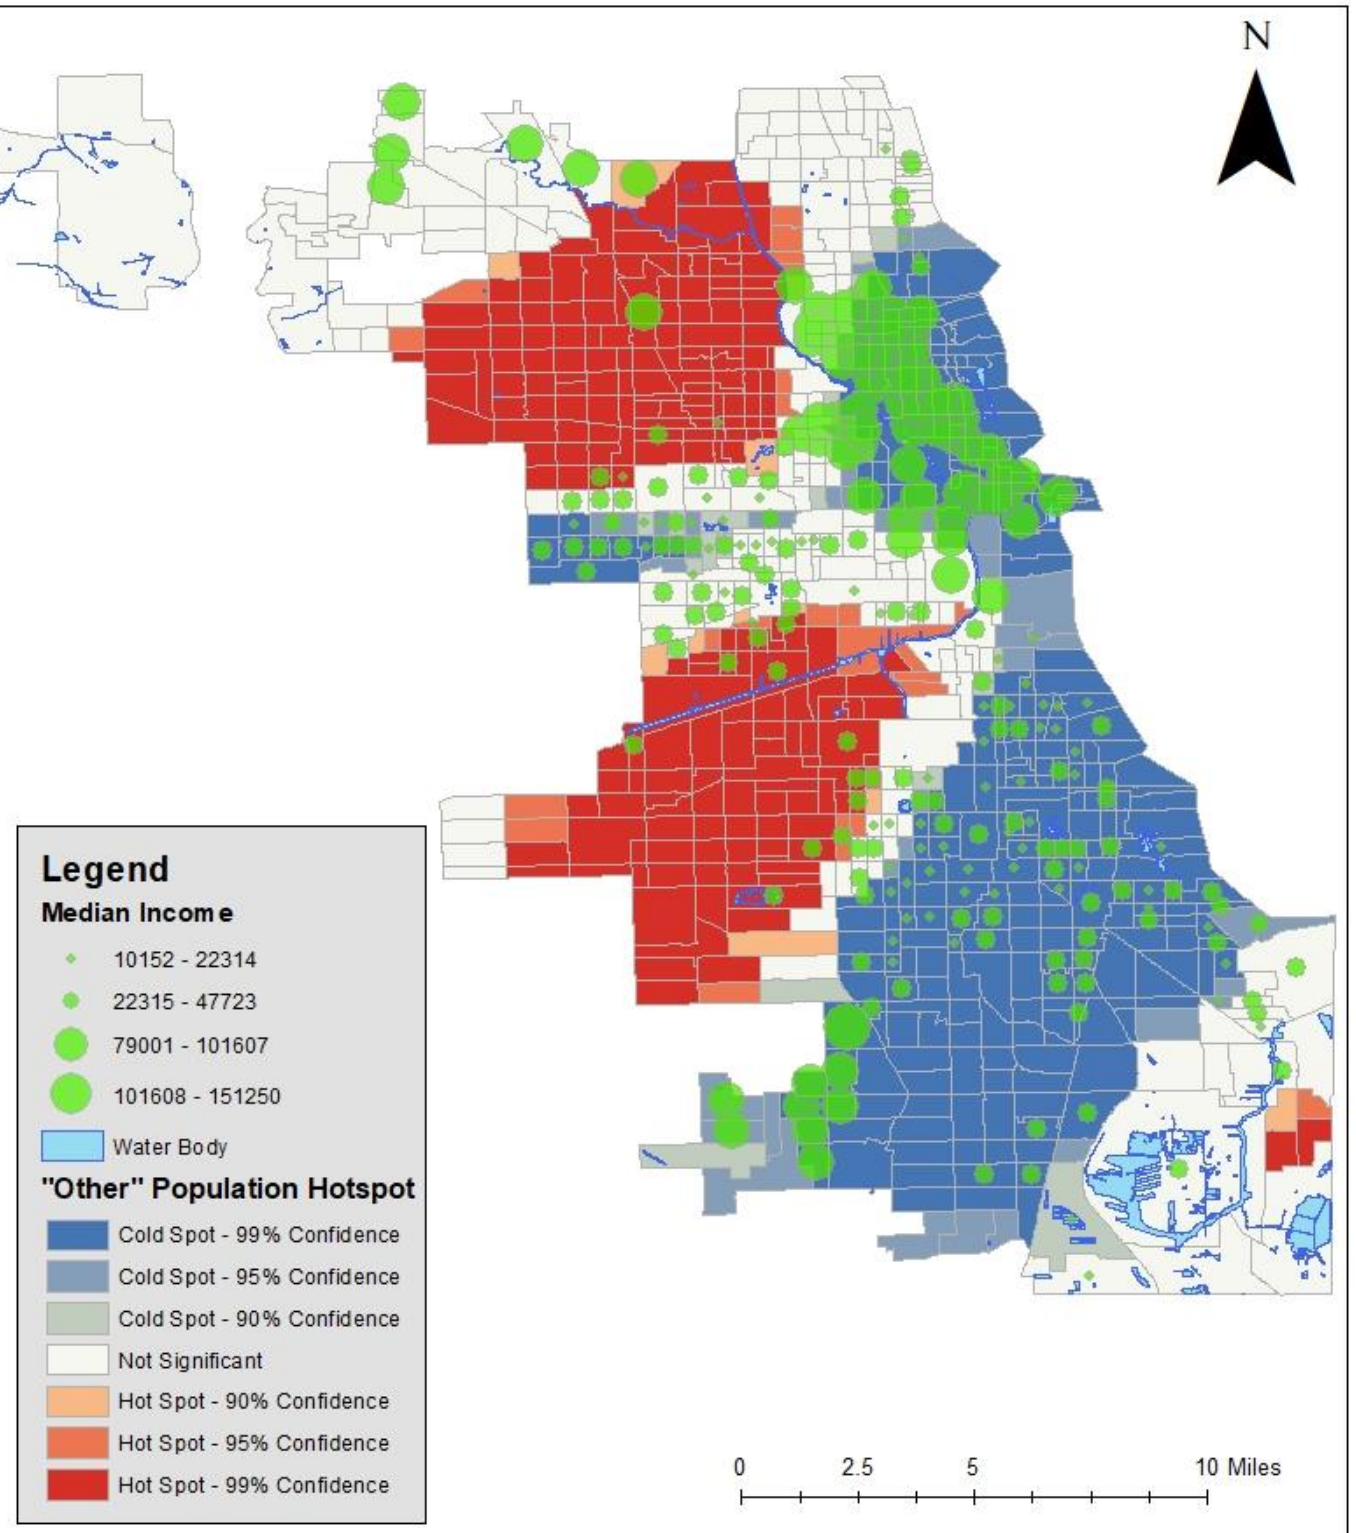 N
Legend
Median Income
10152 - 22314
22315 - 47723
79001 - 101607
101608 - 151250
Water Body
"Other" Population Hotspot
Cold Spot - 99% Confidence
Cold Spot - 95% Confidence
Cold Spot - 90% Confidence
Not Significant
Hot Spot - 90% Confidence
Hot Spot - 95% Confidence
Hot Spot - 99% Confidence
0 2.5 5 10 Miles